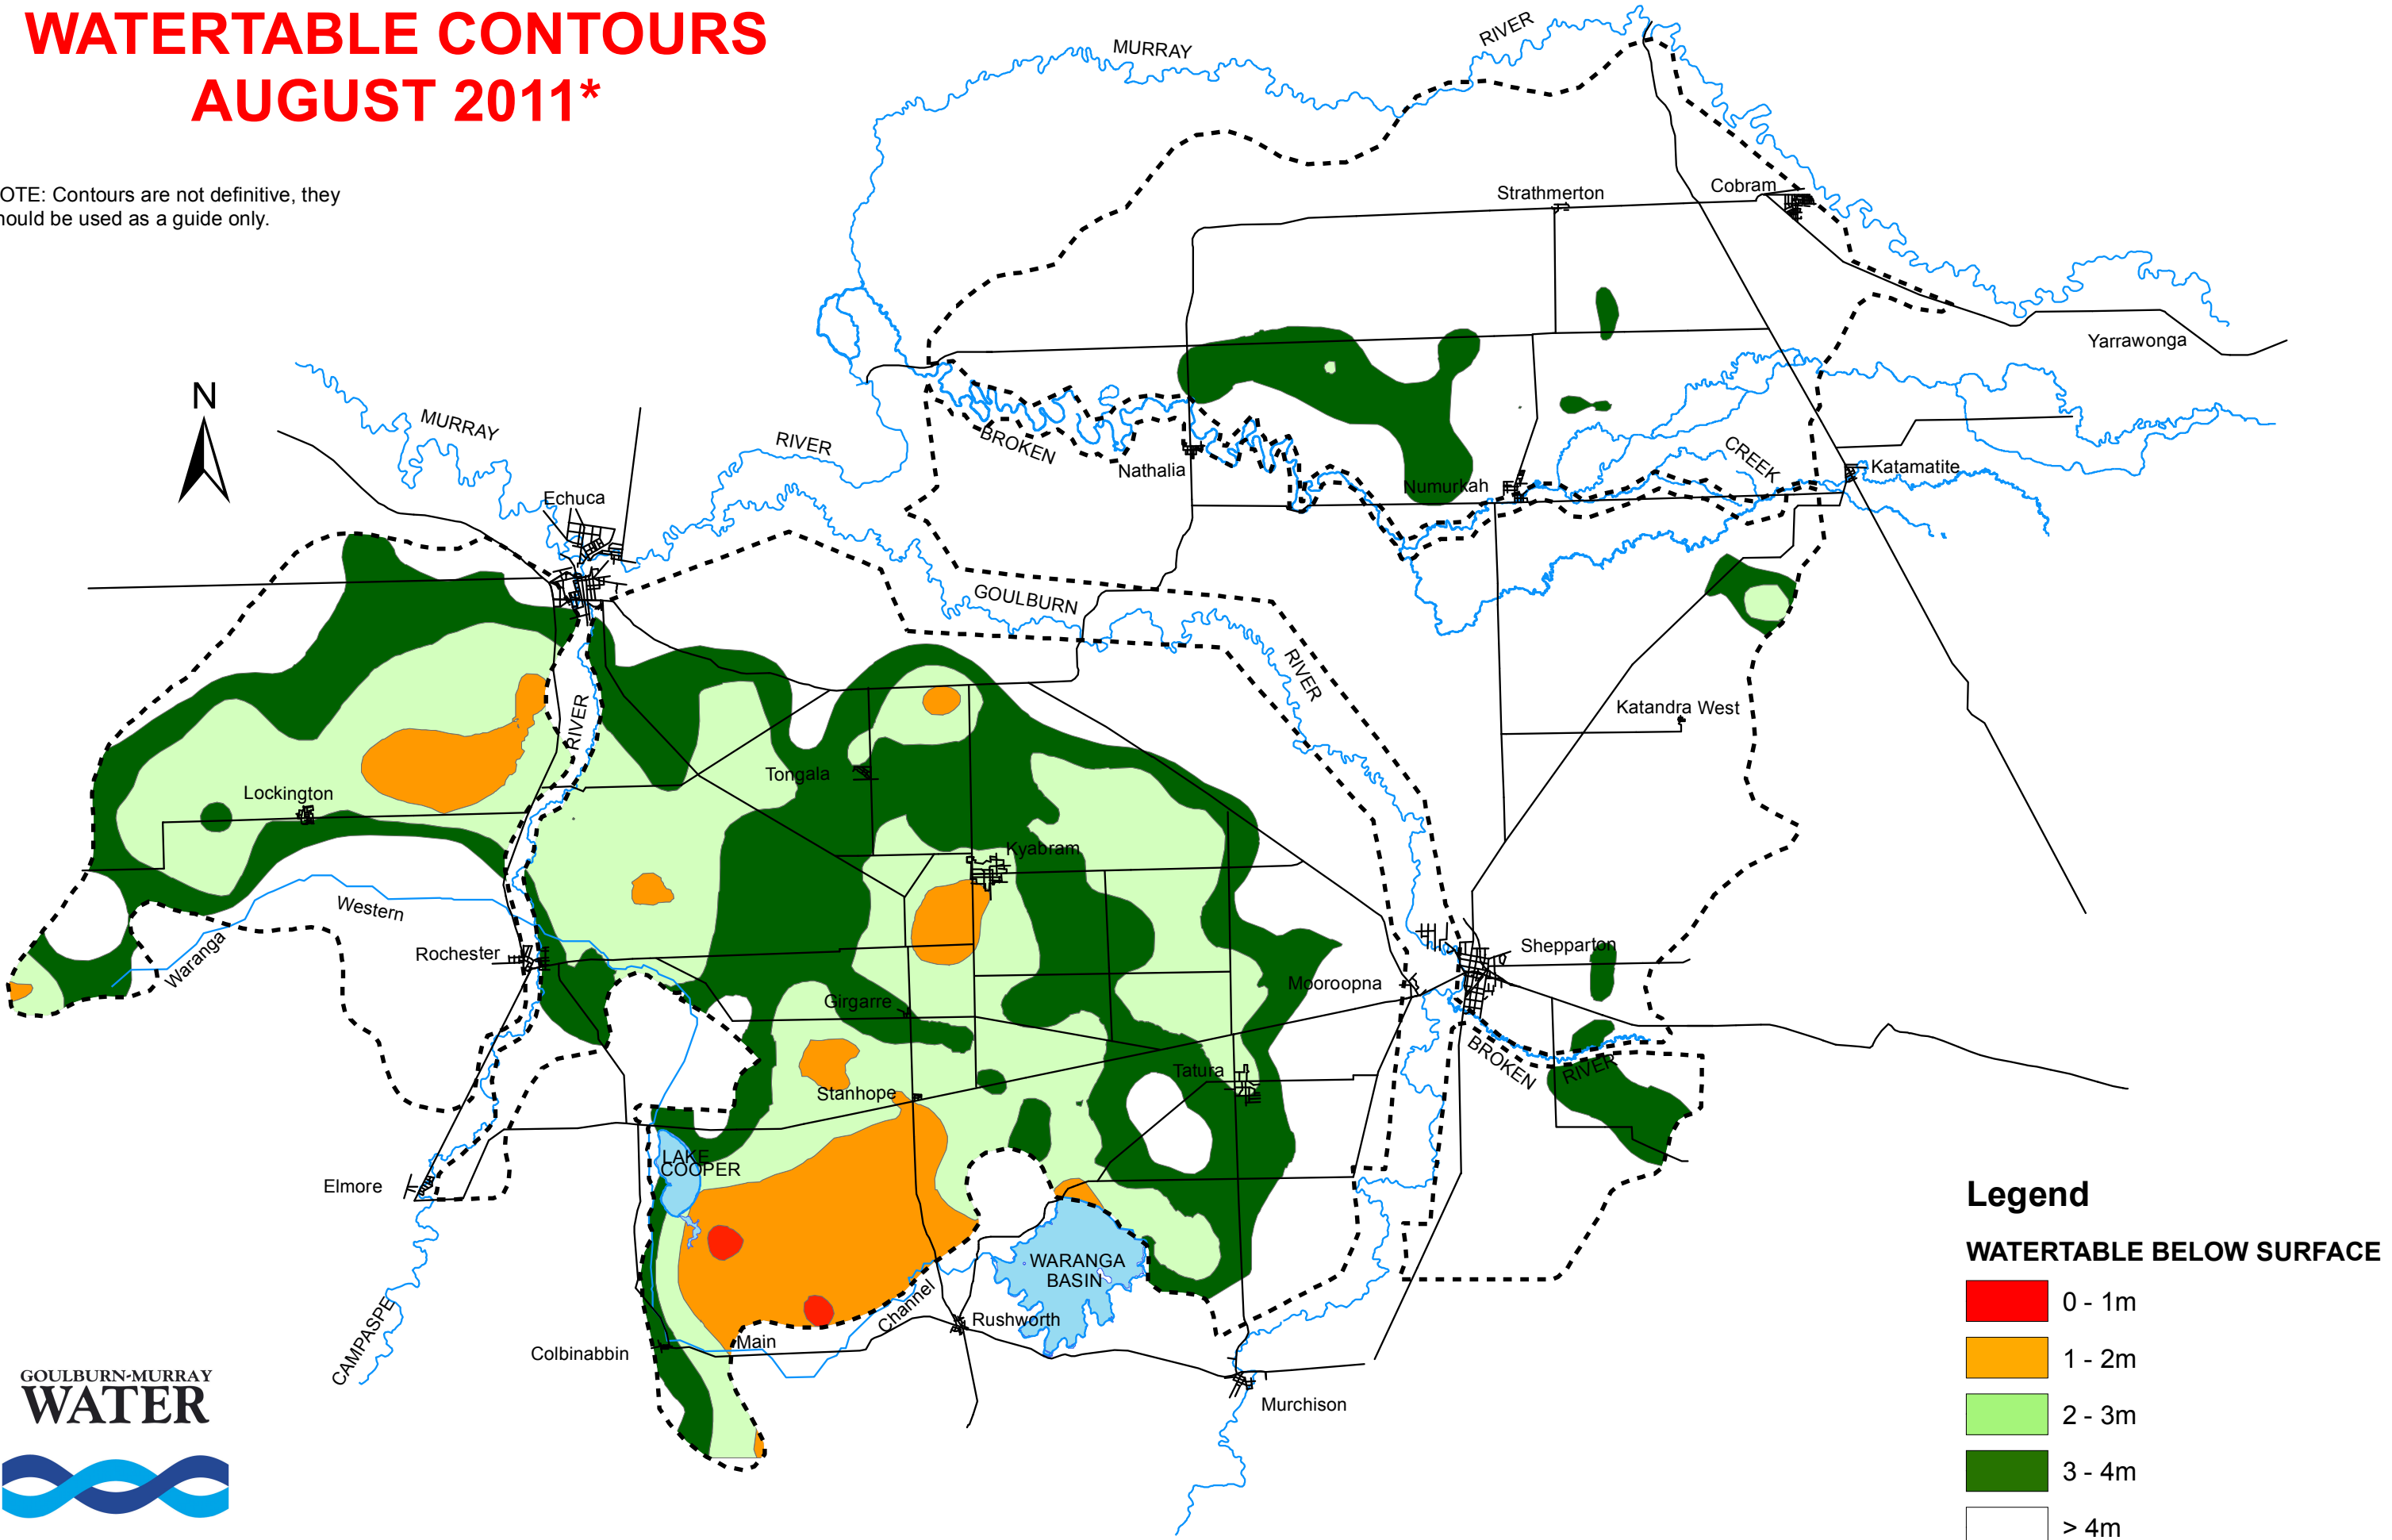 WATERTABLE CONTOURS
AUGUST 2011*
OTE: Contours are not definitive, they
hould be used as a guide only.
N
MURRAY
RIVER
Strathmerton
Cobram
Yarrawonga
MURRAY
RIVER
BROKEN
Nathalia
Numurkah
CREEK
Katamatite
Echuca
GOULBURN
RIVER
Katandra West
RIVER
Tongala
Lockington
Kyabram
Western
Waranga
Rochester
Girgarre
Mooroopna
Shepparton
BROKEN
RIVER
Stanhope
Tatura
LAKE
COOPER
Elmore
WARANGA
BASIN
Channel
Rushworth
Main
Colbinabbin
CAMPASPE
Murchison
Legend
WATERTABLE BELOW SURFACE
0 - 1m
1 - 2m
2 - 3m
3 - 4m
> 4m
GOULBURN-MURRAY
WATER